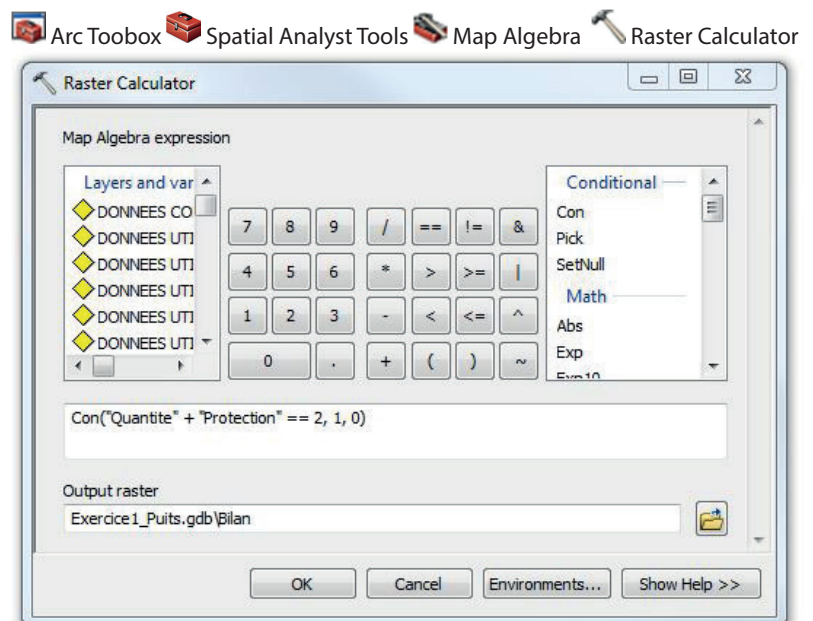 Arc Toobox Spatial Analyst Tools Map Algebra Raster Calculator
Raster Calculator
Map Algebra expression
Layers and var
DONNEES CO
DONNEES UTI
DONNEES UTI
DONNEES UTI
DONNEES UTI
DONNEES UTI
7 8 9 / == != &
4 5 6 * > >= |
1 2 3 - < <= ^
0 . + ( ) ~
Conditional
Con
Pick
SetNull
Math
Abs
Exp
Exp10
Con("Quantite" + "Protection" == 2, 1, 0)
Output raster
Exercice1_Puits.gdb\Bilan
OK Cancel Environments... Show Help >>